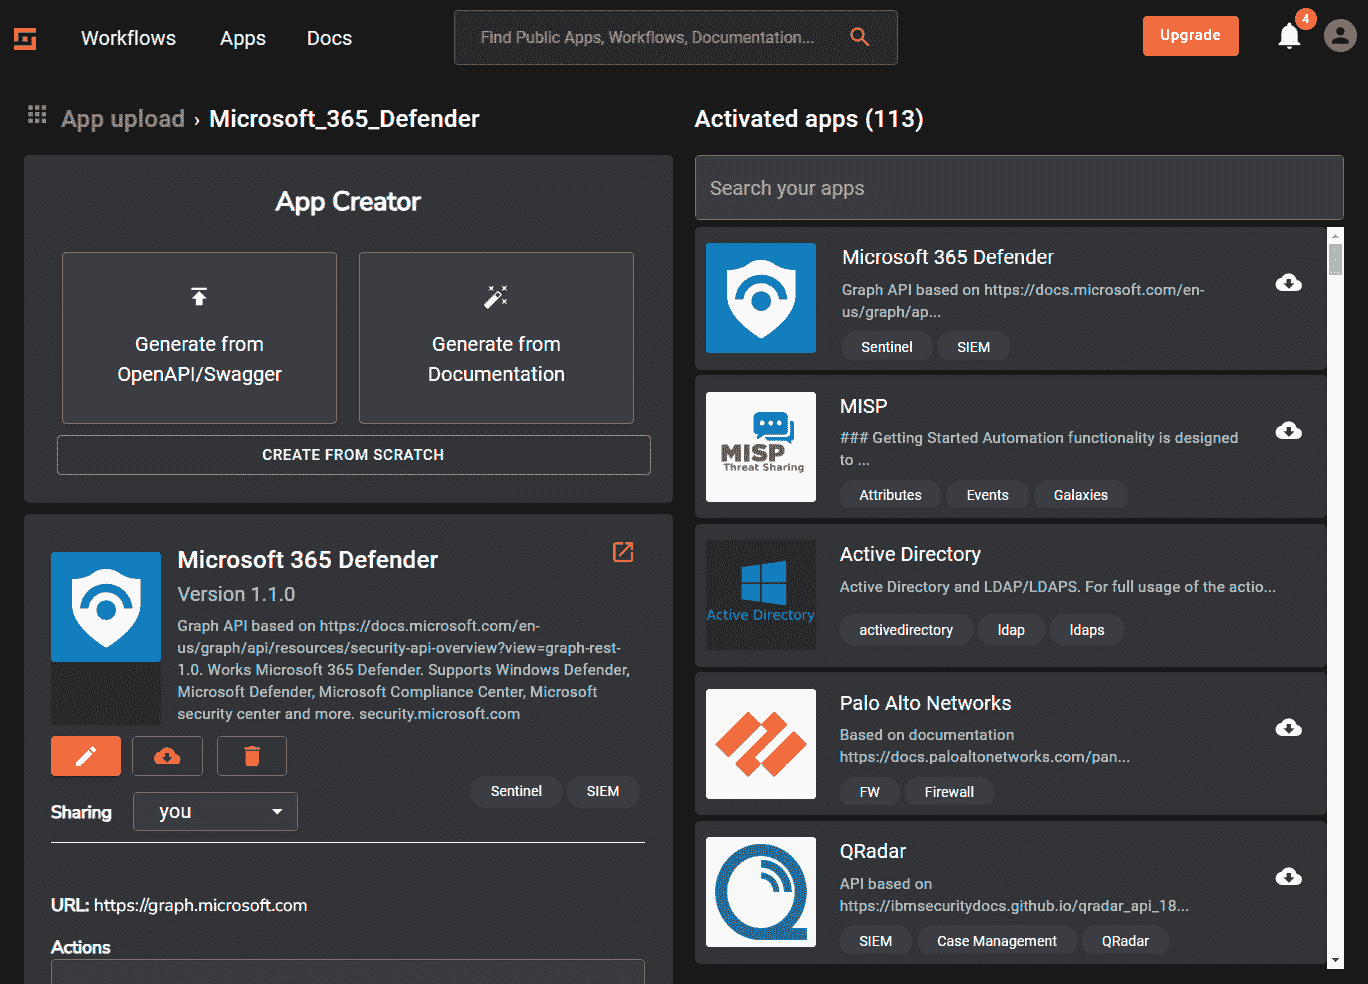 Workflows
Apps
Docs
Find Public Apps, Workflows, Documentation...
Upgrade
4
App upload › Microsoft_365_Defender
Activated apps (113)
App Creator
Generate from
OpenAPI/Swagger
Generate from
Documentation
CREATE FROM SCRATCH
Microsoft 365 Defender
Version 1.1.0
Graph API based on https://docs.microsoft.com/en-
us/graph/api/resources/security-api-overview?view=graph-rest-
1.0. Works Microsoft 365 Defender. Supports Windows Defender,
Microsoft Defender, Microsoft Compliance Center, Microsoft
security center and more. security.microsoft.com
Sentinel
SIEM
Sharing
you
URL: https://graph.microsoft.com
Actions
Search your apps
Microsoft 365 Defender
Graph API based on https://docs.microsoft.com/en-
us/graph/ap...
Sentinel
SIEM
MISP
Threat Sharing
MISP
### Getting Started Automation functionality is designed
to ...
Attributes
Events
Galaxies
Active Directory
Active Directory
Active Directory and LDAP/LDAPS. For full usage of the actio...
activedirectory
ldap
ldaps
Palo Alto Networks
Based on documentation
https://docs.paloaltonetworks.com/pan...
FW
Firewall
QRadar
API based on
https://ibmsecuritydocs.github.io/qradar_api_18...
SIEM
Case Management
QRadar